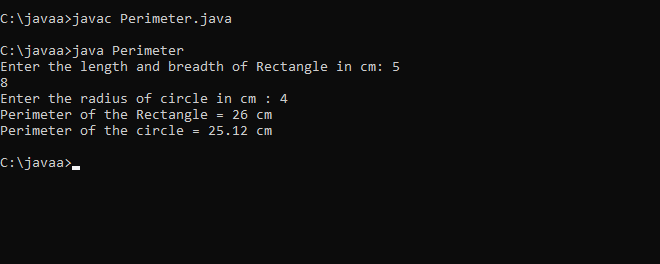 C:\javaa>javac Perimeter.java
C:\javaa>java Perimeter
Enter the length and breadth of Rectangle in cm: 5
8
Enter the radius of circle in cm : 4
Perimeter of the Rectangle = 26 cm
Perimeter of the circle = 25.12 cm
C:\javaa>